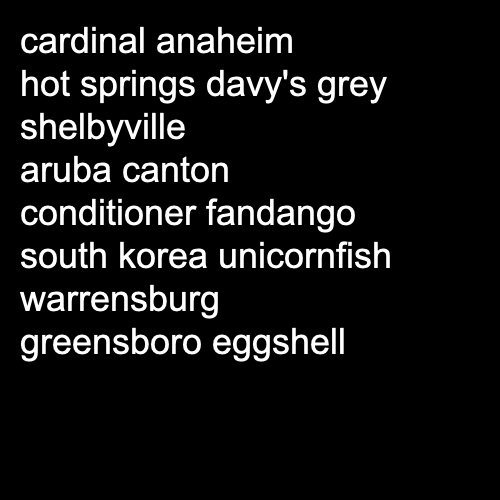 cardinal anaheim
hot springs davy's grey
shelbyville
aruba canton
conditioner fandango
south korea unicornfish
warrensburg
greensboro eggshell